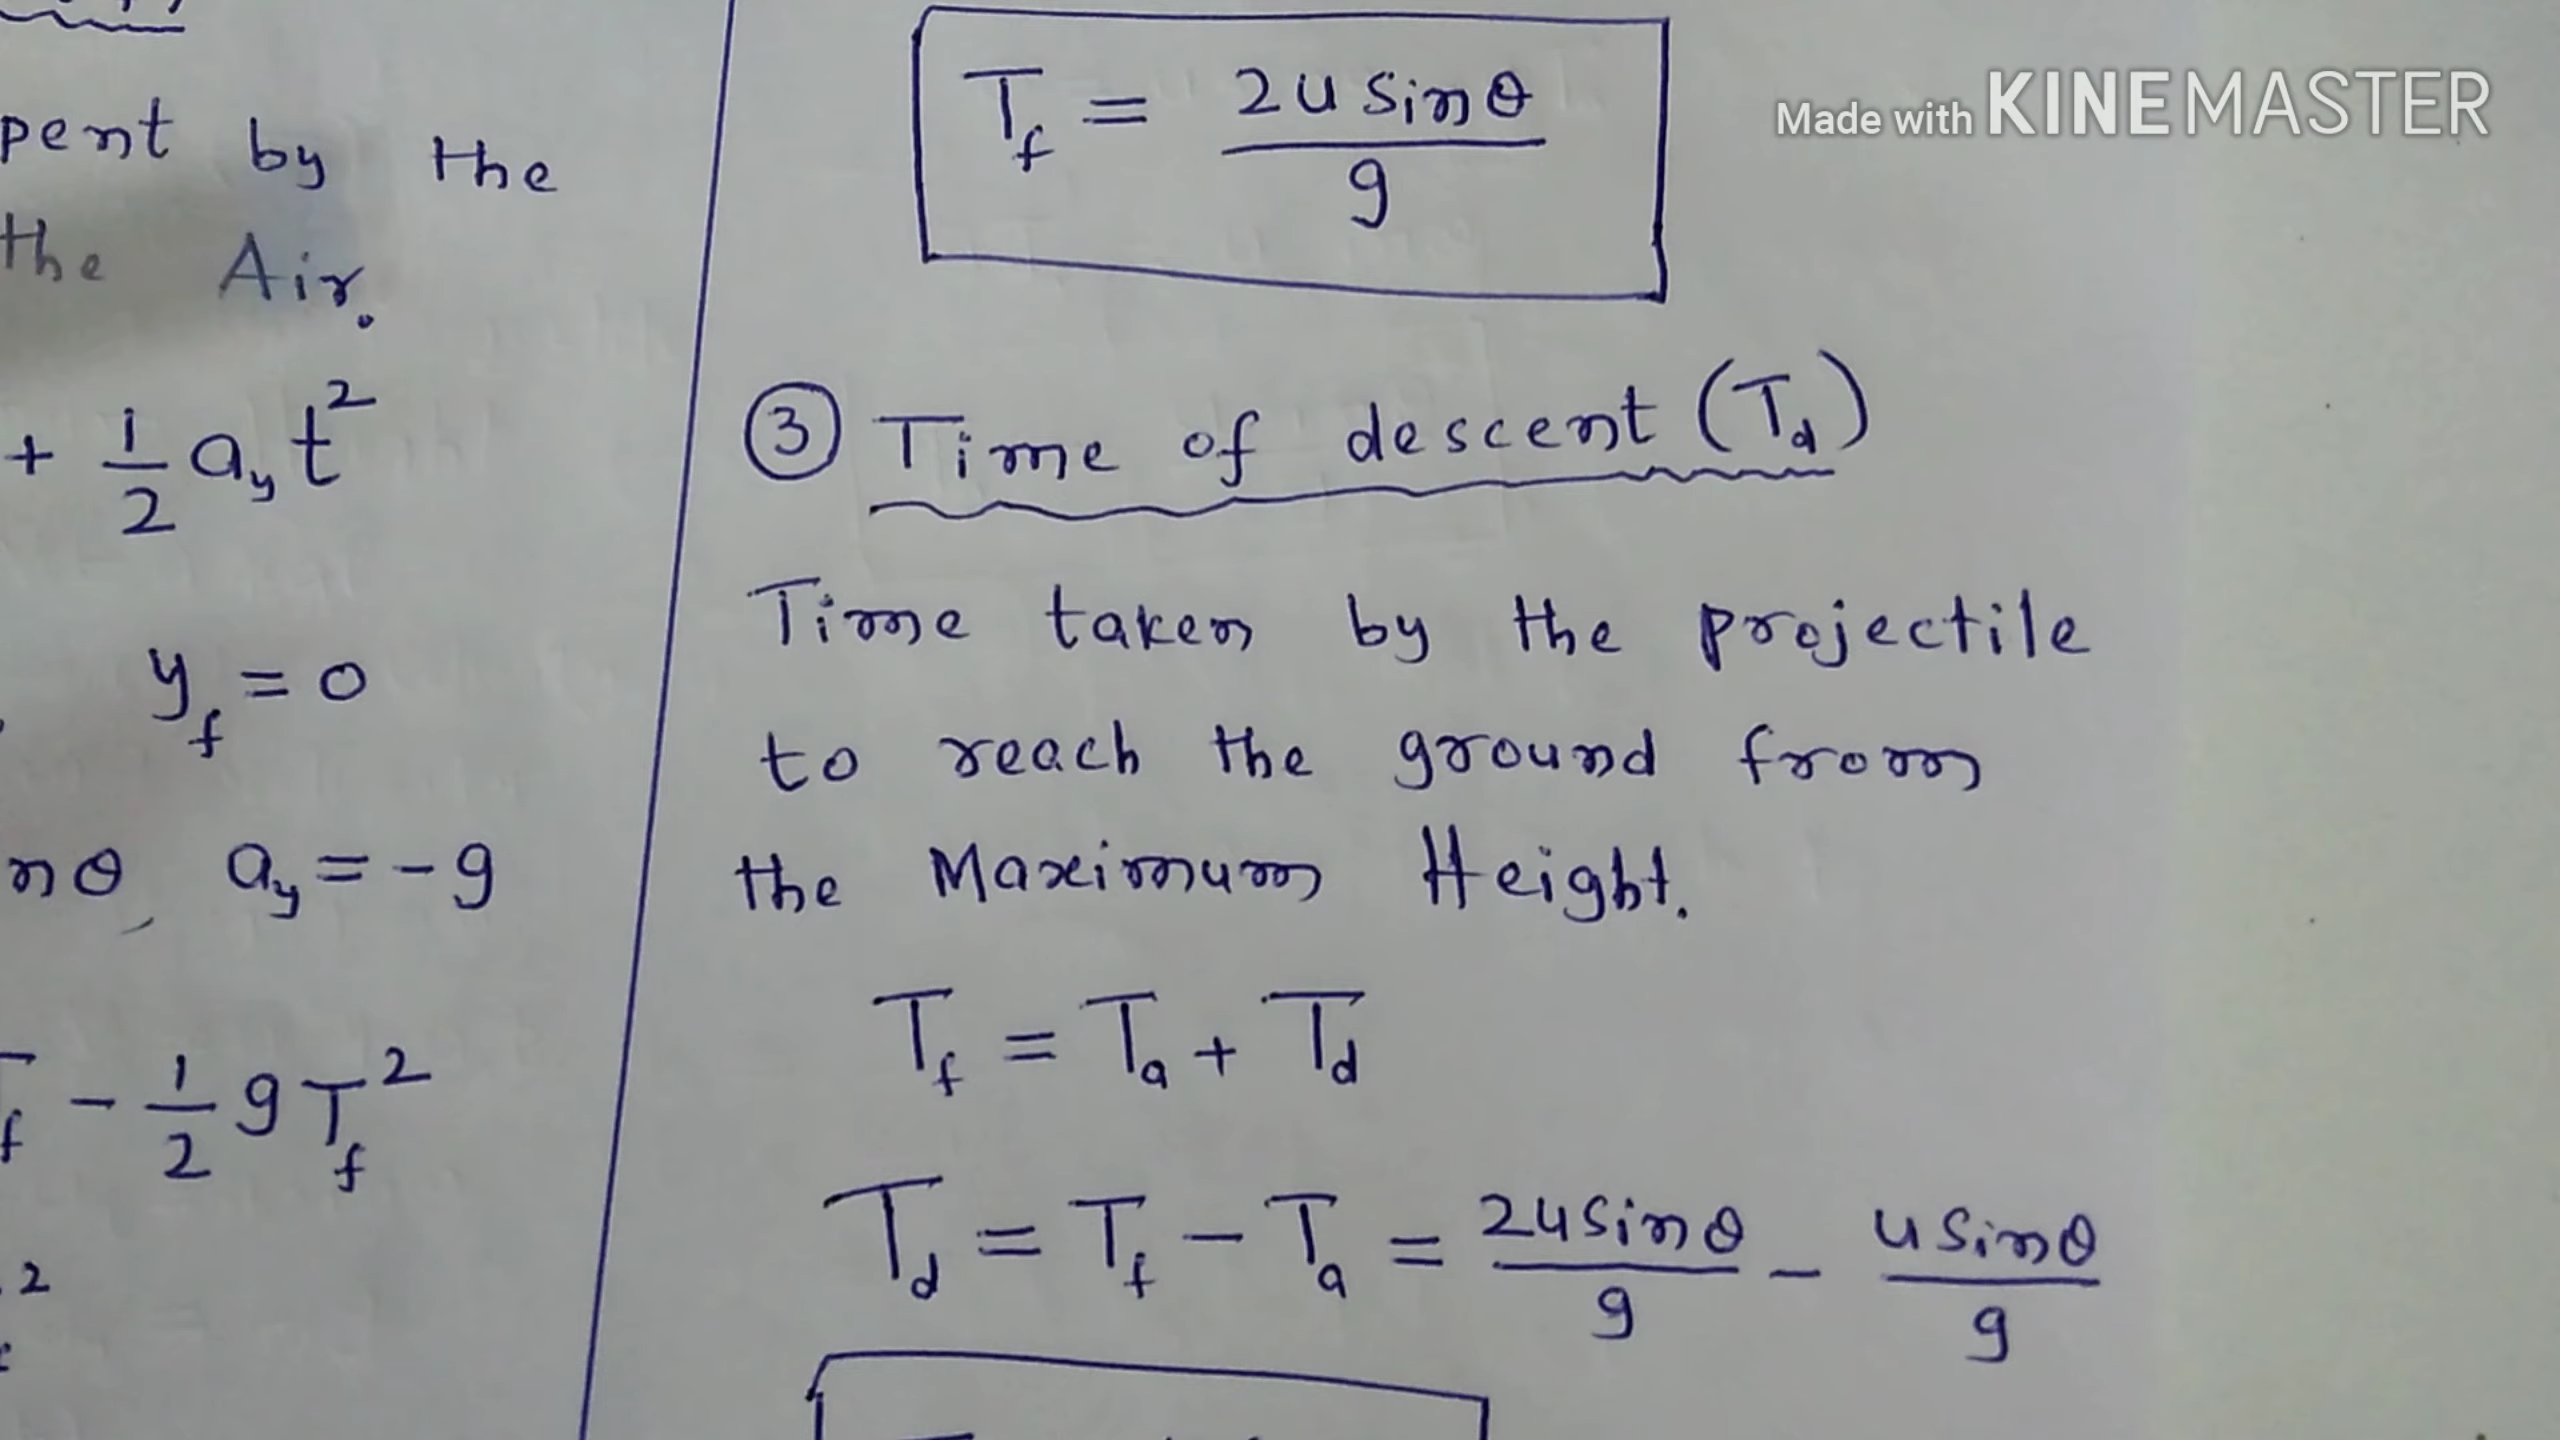 pent by the
the Air.
+ 1/2 a_y t²
y_f = 0
nθ, a_y = -g
f - 1/2 g T_f²
2
T_f = 2u sinθ / g
③ Time of descent (T_d)
Time taken by the projectile
to reach the ground from
the Maximum Height.
T_f = T_a + T_d
T_d = T_f - T_a = 2u sinθ / g - u sinθ / g
Made with KINEMASTER